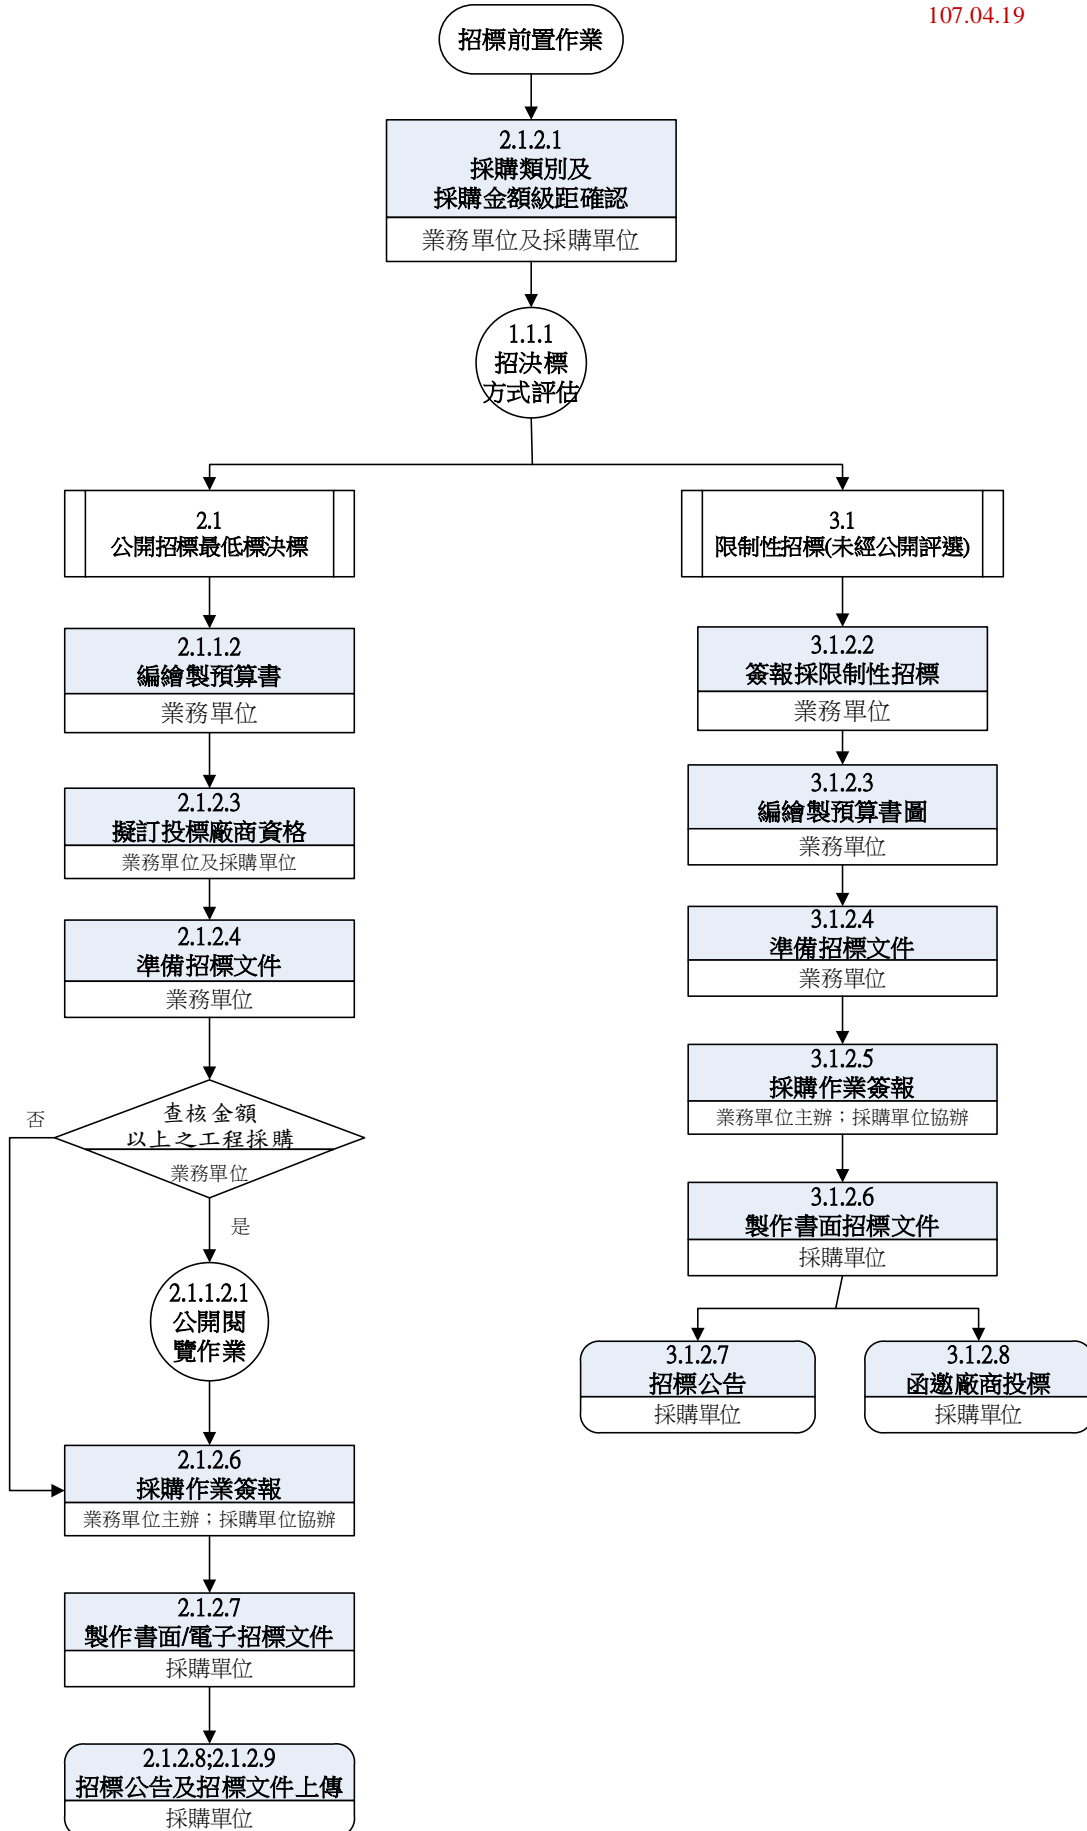 107.04.19
招標前置作業
2.1.2.1
採購類別及
採購金額級距確認
業務單位及採購單位
1.1.1
招決標
方式評估
2.1
公開招標最低標決標
2.1.1.2
編繪製預算書
業務單位
2.1.2.3
擬訂投標廠商資格
業務單位及採購單位
2.1.2.4
準備招標文件
業務單位
查核金額
以上之工程採購
業務單位
否
是
2.1.1.2.1
公開閱
覽作業
2.1.2.6
採購作業簽報
業務單位主辦；採購單位協辦
2.1.2.7
製作書面/電子招標文件
採購單位
2.1.2.8;2.1.2.9
招標公告及招標文件上傳
採購單位
3.1
限制性招標(未經公開評選)
3.1.2.2
簽報採限制性招標
業務單位
3.1.2.3
編繪製預算書圖
業務單位
3.1.2.4
準備招標文件
業務單位
3.1.2.5
採購作業簽報
業務單位主辦；採購單位協辦
3.1.2.6
製作書面招標文件
採購單位
3.1.2.7
招標公告
採購單位
3.1.2.8
函邀廠商投標
採購單位